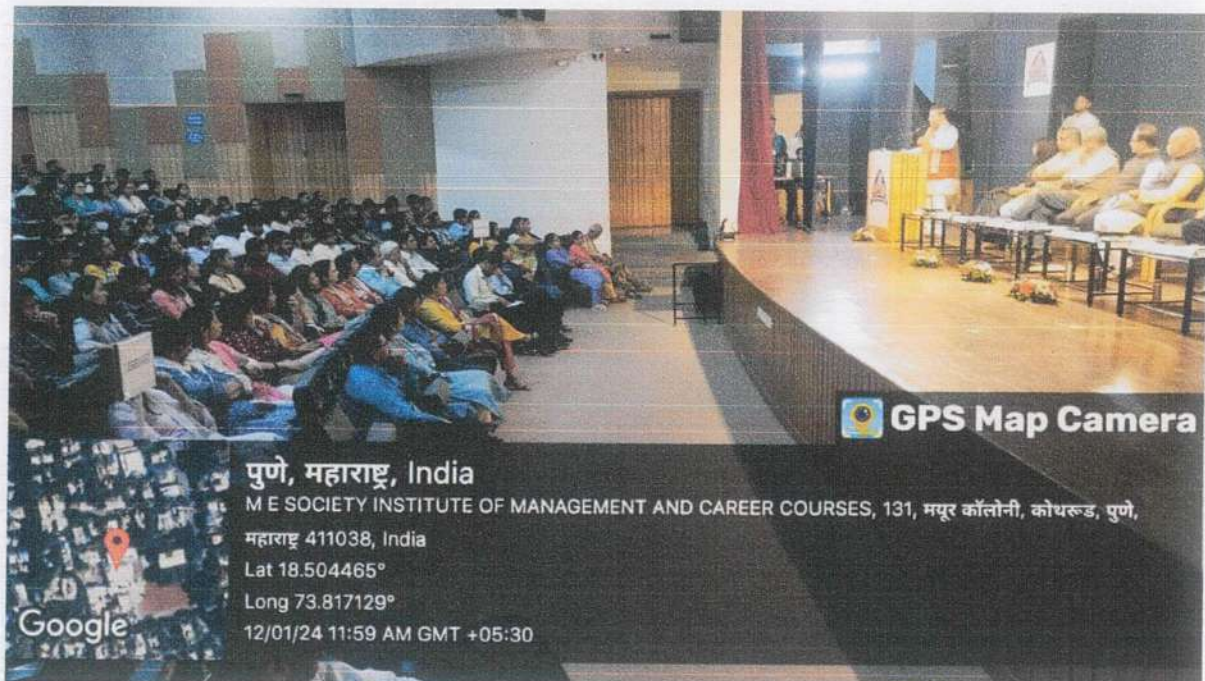 GPS Map Camera
पुणे, महाराष्ट्र, India
M E SOCIETY INSTITUTE OF MANAGEMENT AND CAREER COURSES, 131, मयूर कॉलोनी, कोथरूड, पुणे,
महाराष्ट्र 411038, India
Lat 18.504465°
Long 73.817129°
12/01/24 11:59 AM GMT +05:30
Google